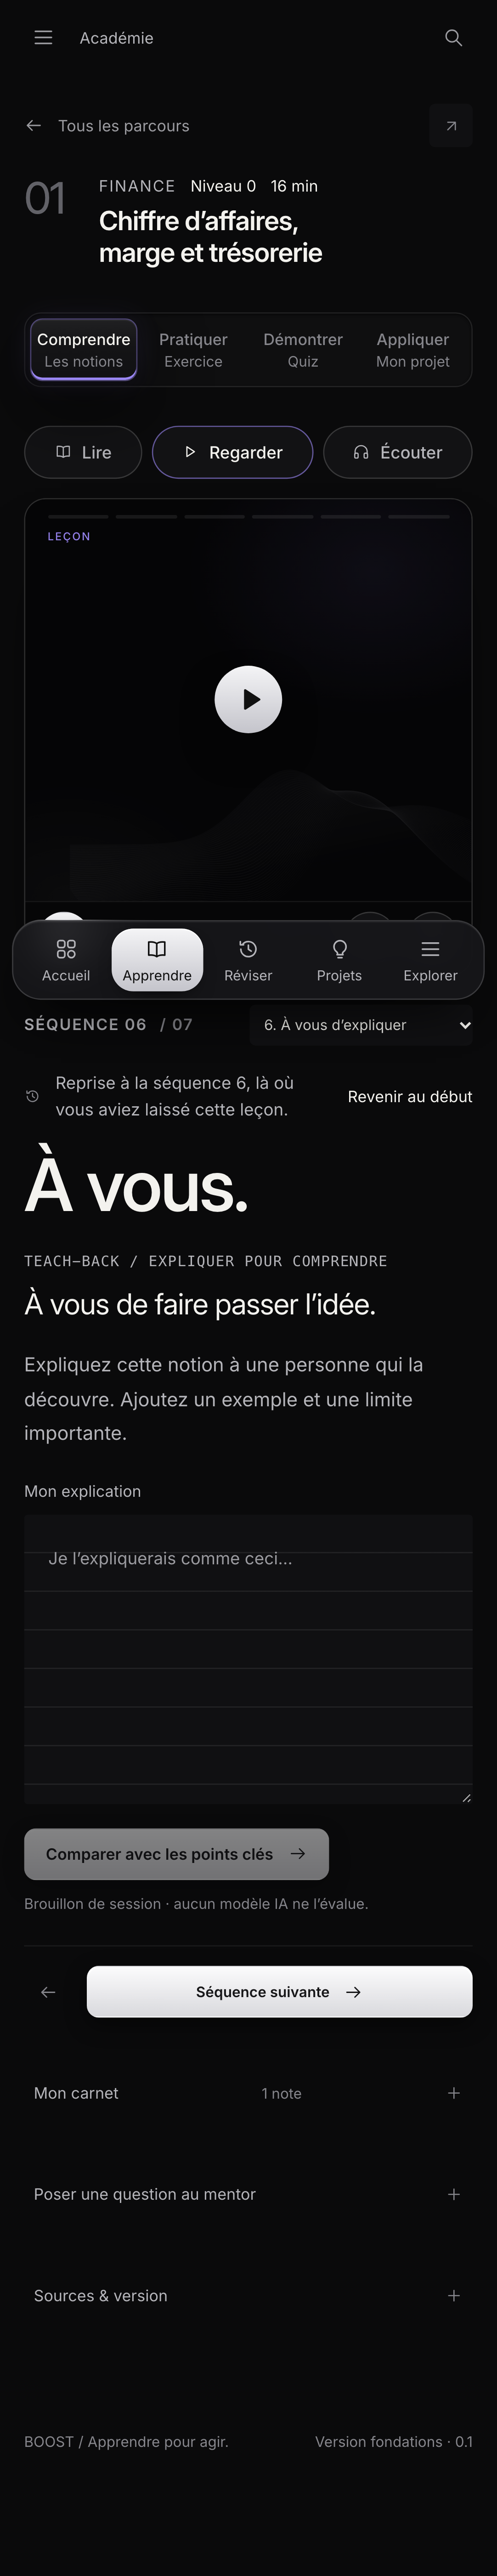 Académie
Tous les parcours
01
FINANCE Niveau 0 16 min
Chiffre d’affaires,
marge et trésorerie
Comprendre Pratiquer Démontrer Appliquer
Les notions Exercice Quiz Mon projet
Lire Regarder Écouter
LEÇON
Accueil Apprendre Réviser Projets Explorer
SÉQUENCE 06 / 07 6. À vous d’expliquer
Reprise à la séquence 6, là où
vous aviez laissé cette leçon.
Revenir au début
À vous.
TEACH-BACK / EXPLIQUER POUR COMPRENDRE
À vous de faire passer l’idée.
Expliquez cette notion à une personne qui la
découvre. Ajoutez un exemple et une limite
importante.
Mon explication
Je l’expliquerais comme ceci…
Comparer avec les points clés
Brouillon de session · aucun modèle IA ne l’évalue.
Séquence suivante
Mon carnet 1 note
Poser une question au mentor
Sources & version
BOOST / Apprendre pour agir. Version fondations · 0.1